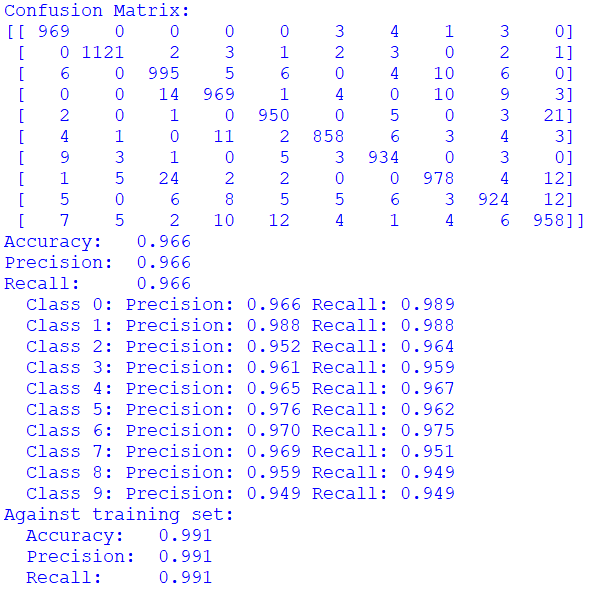 Confusion Matrix:
[[ 969    0    0    0    0    3    4    1    3    0]
 [   0 1121    2    3    1    2    3    0    2    1]
 [   6    0  995    5    6    0    4   10    6    0]
 [   0    0   14  969    1    4    0   10    9    3]
 [   2    0    1    0  950    0    5    0    3   21]
 [   4    1    0   11    2  858    6    3    4    3]
 [   9    3    1    0    5    3  934    0    3    0]
 [   1    5   24    2    2    0    0  978    4   12]
 [   5    0    6    8    5    5    6    3  924   12]
 [   7    5    2   10   12    4    1    4    6  958]]
Accuracy:   0.966
Precision:  0.966
Recall:     0.966
  Class 0: Precision: 0.966 Recall: 0.989
  Class 1: Precision: 0.988 Recall: 0.988
  Class 2: Precision: 0.952 Recall: 0.964
  Class 3: Precision: 0.961 Recall: 0.959
  Class 4: Precision: 0.965 Recall: 0.967
  Class 5: Precision: 0.976 Recall: 0.962
  Class 6: Precision: 0.970 Recall: 0.975
  Class 7: Precision: 0.969 Recall: 0.951
  Class 8: Precision: 0.959 Recall: 0.949
  Class 9: Precision: 0.949 Recall: 0.949
Against training set:
  Accuracy:   0.991
  Precision:  0.991
  Recall:     0.991